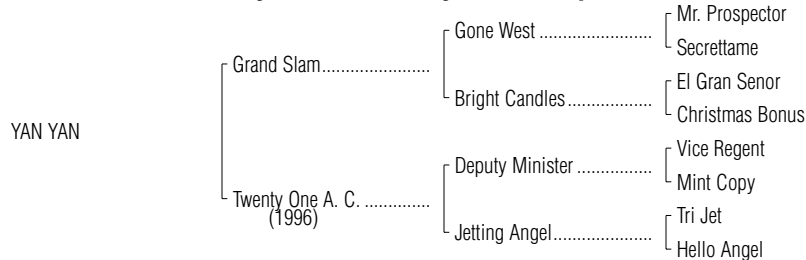 Mr. Prospector
Gone West
Secrettame
Grand Slam
El Gran Senor
Bright Candles
Christmas Bonus
YAN YAN
Vice Regent
Deputy Minister
Mint Copy
Twenty One A. C.
(1996)
Tri Jet
Jetting Angel
Hello Angel